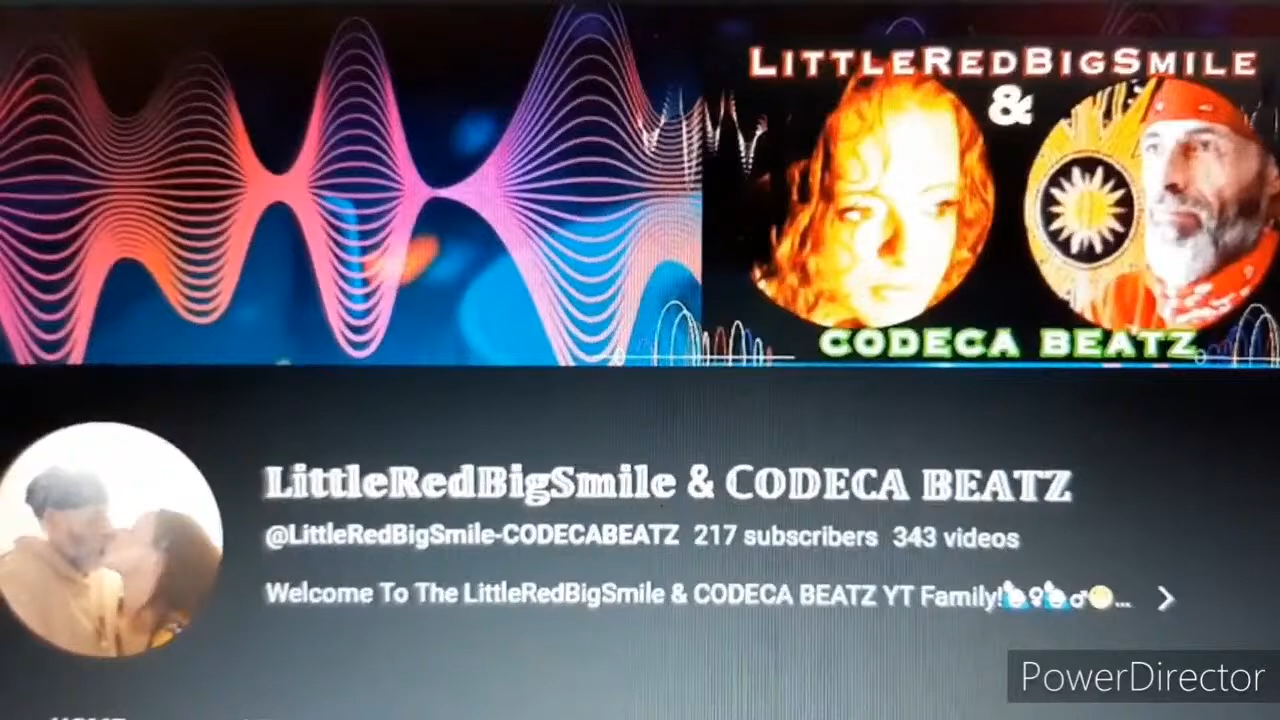 LITTLEREDBIGSMILE
&
CODECA BEATZ
𝕃𝕚𝕥𝕥𝕝𝕖ℝ𝕖𝕕𝔹𝕚𝕘𝕊𝕞𝕚𝕝𝕖 & ℂ𝕆𝔻𝔼ℂ𝔸 𝔹𝔼𝔸𝕋ℤ
@LittleRedBigSmile-CODECABEATZ 217 subscribers 343 videos
Welcome To The LittleRedBigSmile & CODECA BEATZ YT Family!...
PowerDirector